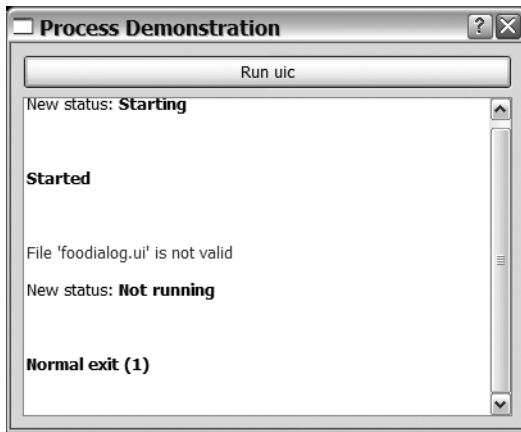 Process Demonstration
Run uic
New status: Starting
Started
File 'foodialog.ui' is not valid
New status: Not running
Normal exit (1)